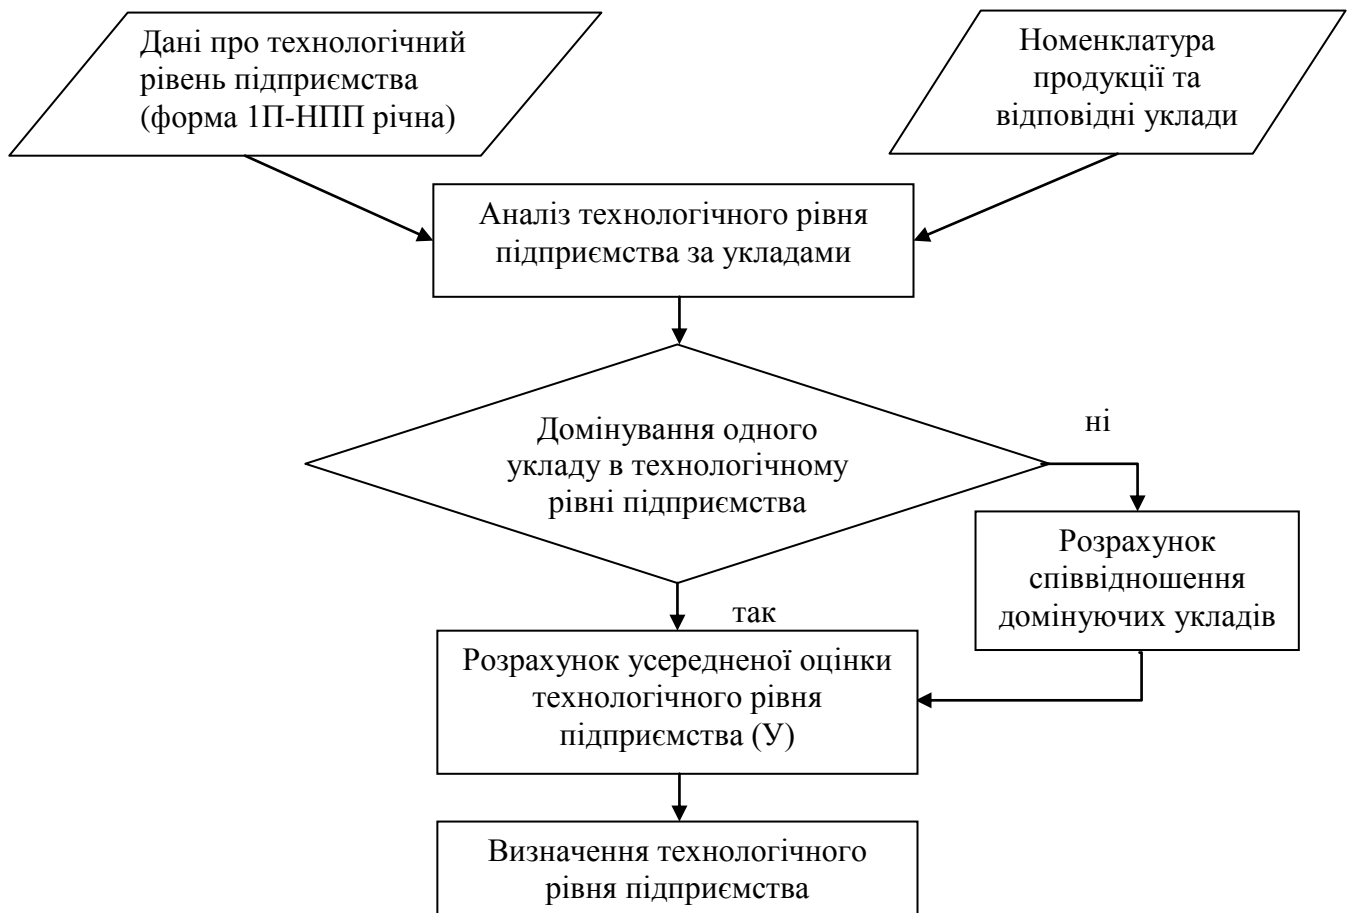 Дані про технологічний
рівень підприємства
(форма 1П-НПП річна)
Номенклатура
продукції та
відповідні уклади
Аналіз технологічного рівня
підприємства за укладами
Домінування одного
укладу в технологічному
рівні підприємства
ні
Розрахунок
співвідношення
домінуючих укладів
так
Розрахунок усередненої оцінки
технологічного рівня
підприємства (У)
Визначення технологічного
рівня підприємства